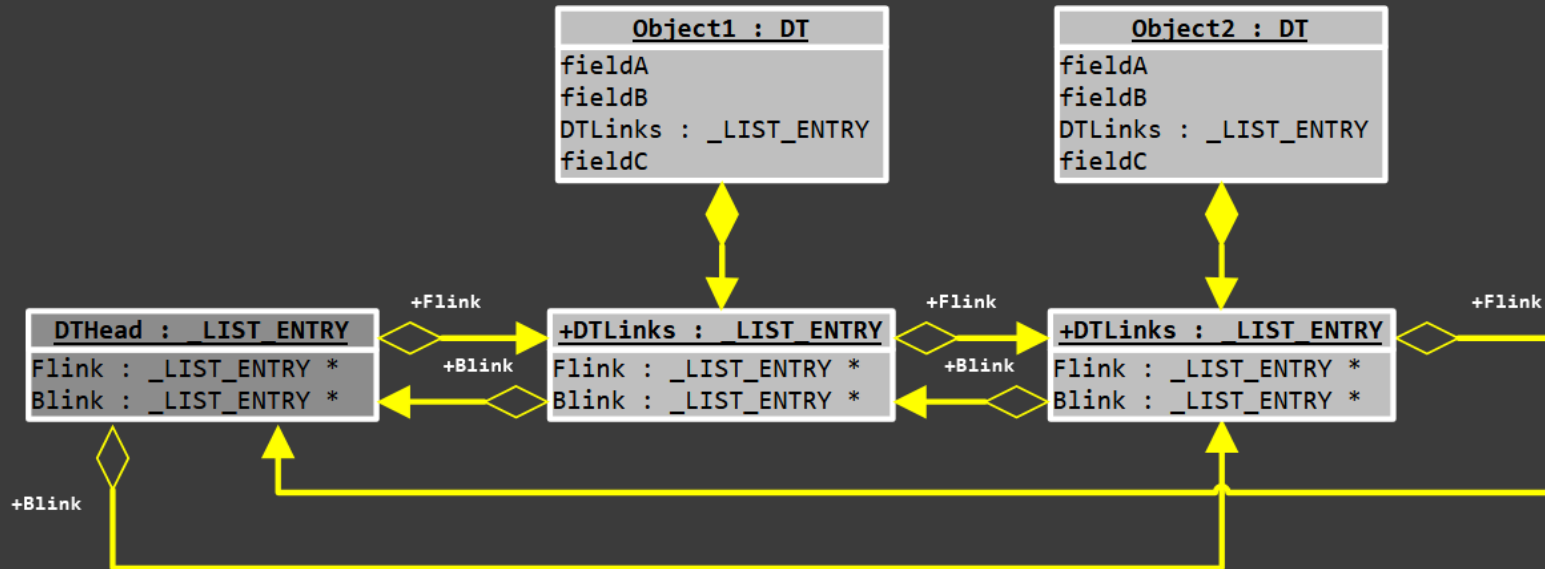 Object1 : DT
fieldA
fieldB
DTLinks : _LIST_ENTRY
fieldC
Object2 : DT
fieldA
fieldB
DTLinks : _LIST_ENTRY
fieldC
+Flink
+Flink
+Flink
DTHead : _LIST_ENTRY
Flink : _LIST_ENTRY *
Blink : _LIST_ENTRY *
+Blink
+DTLinks : _LIST_ENTRY
Flink : _LIST_ENTRY *
Blink : _LIST_ENTRY *
+Blink
+DTLinks : _LIST_ENTRY
Flink : _LIST_ENTRY *
Blink : _LIST_ENTRY *
+Blink